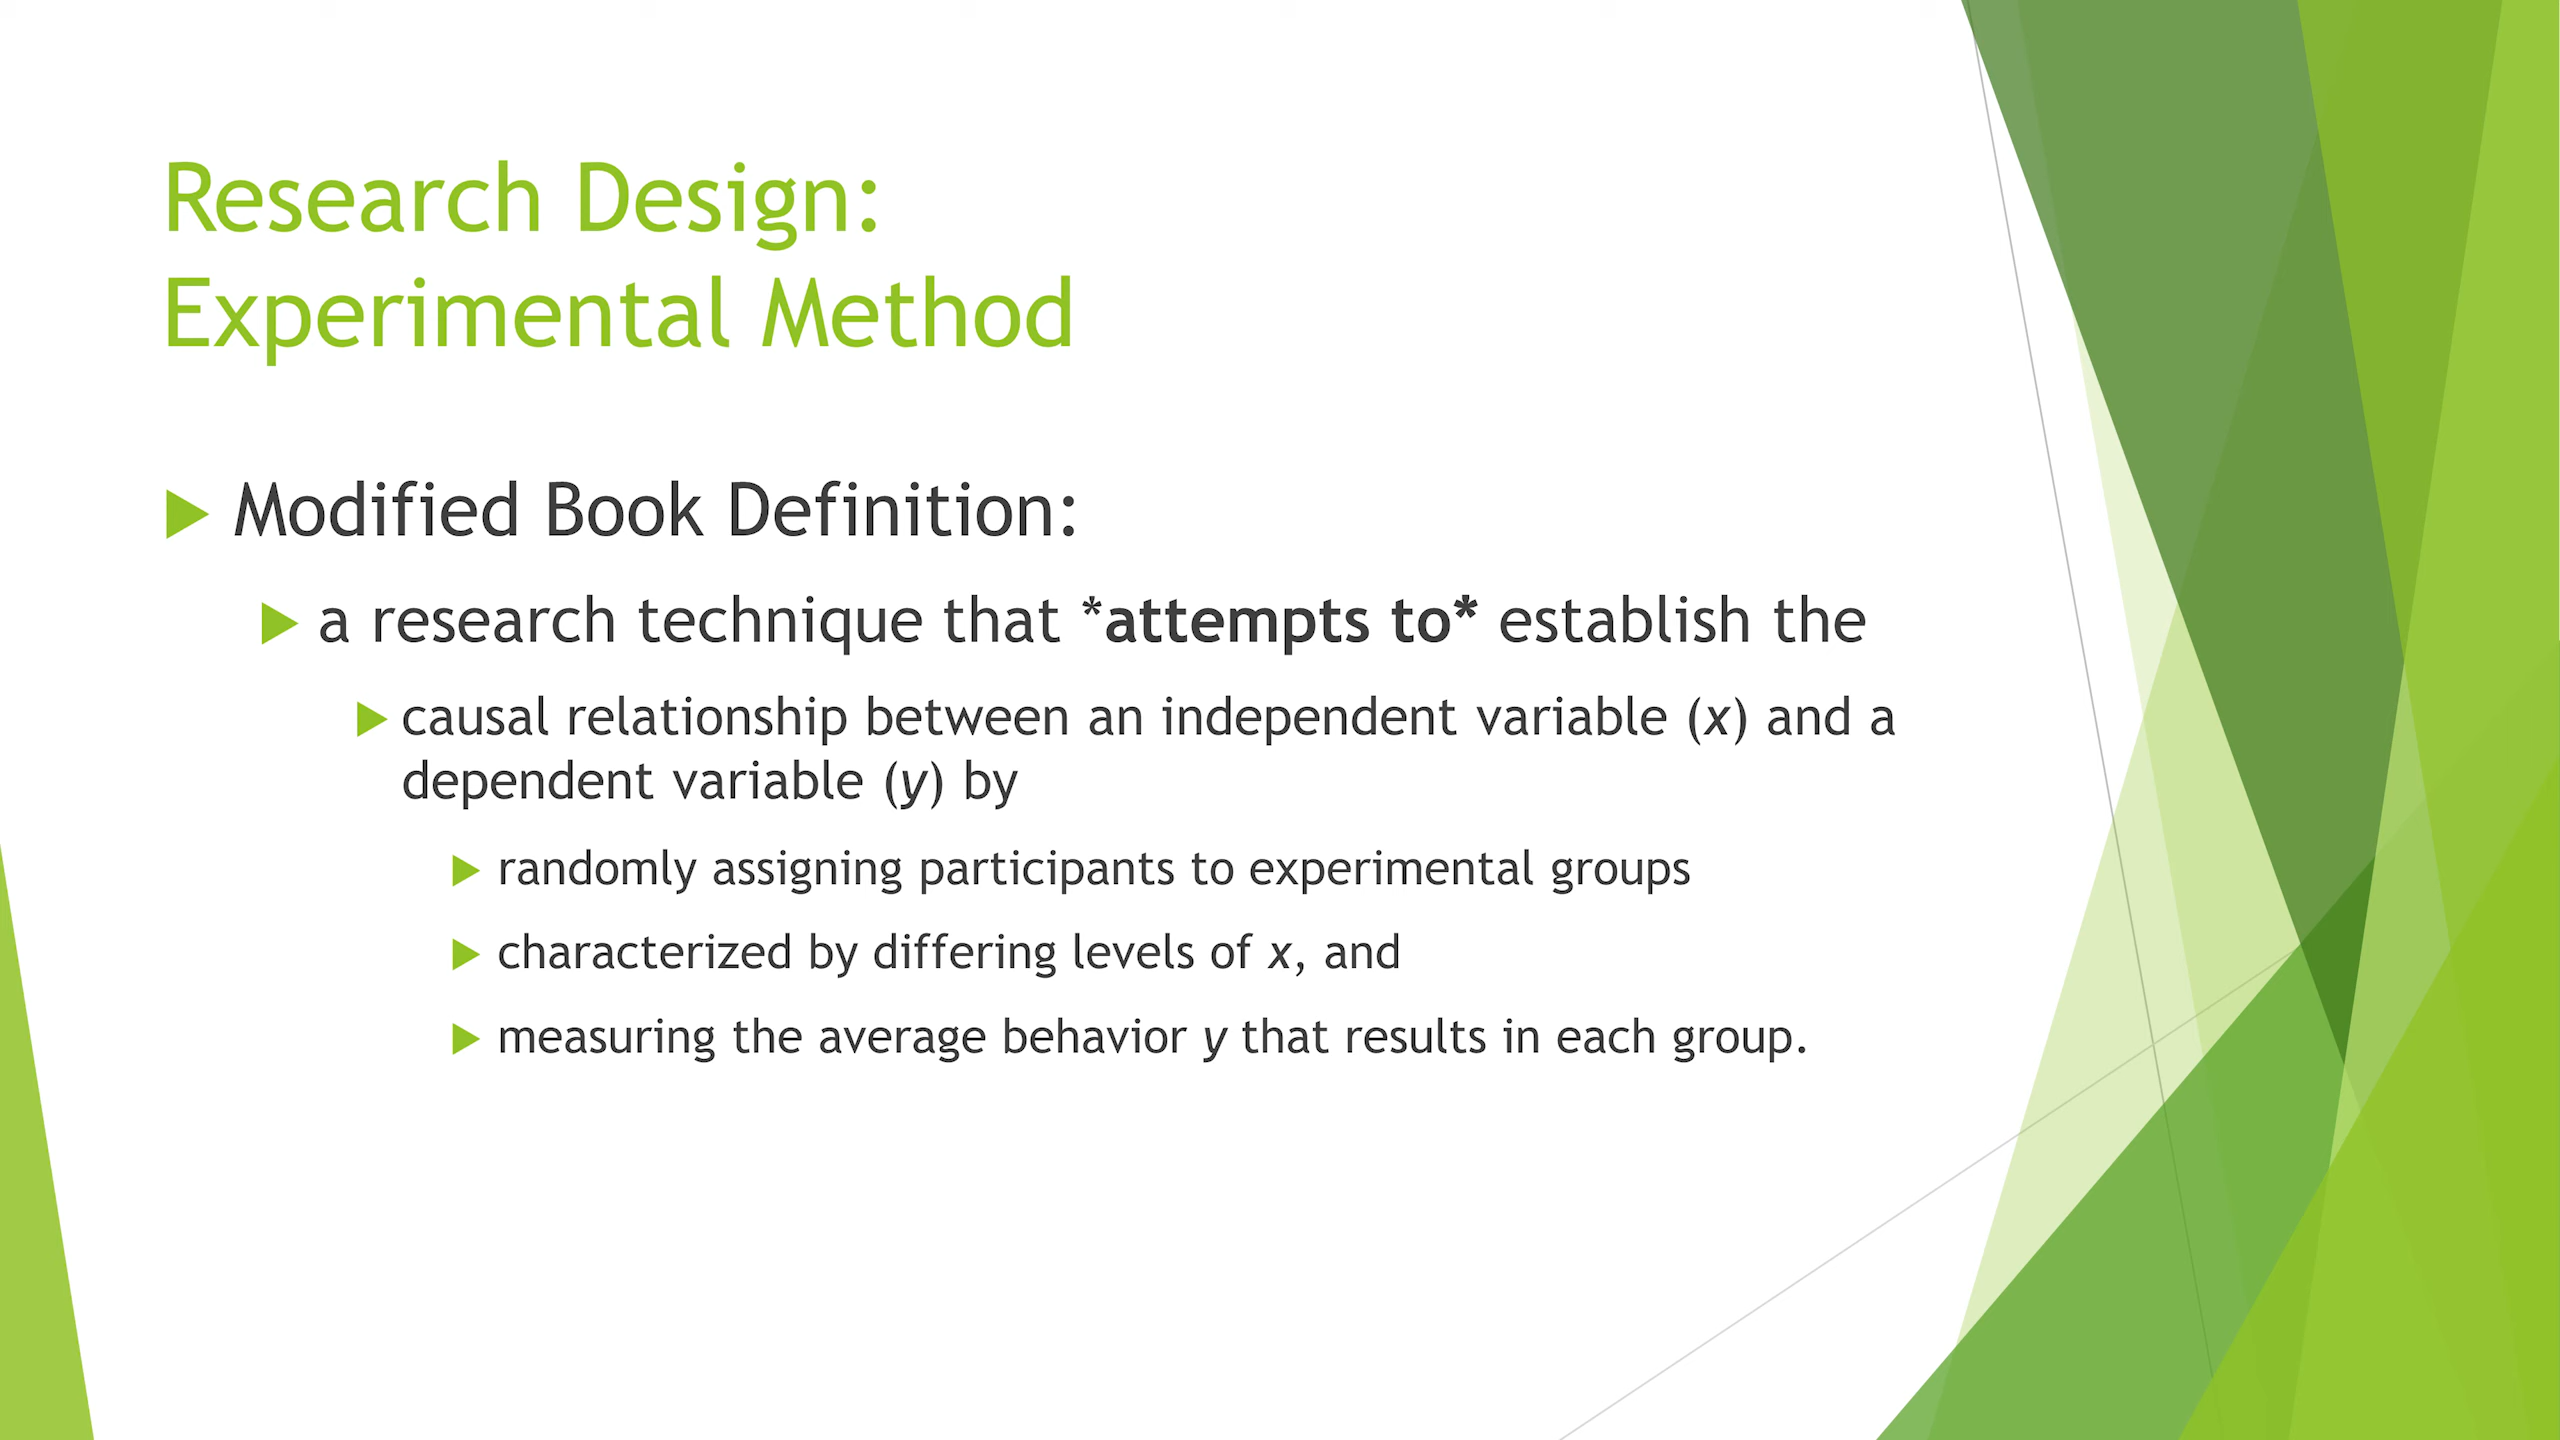 Research Design:
Experimental Method
Modified Book Definition:
a research technique that *attempts to* establish the
causal relationship between an independent variable (x) and a
dependent variable (y) by
randomly assigning participants to experimental groups
characterized by differing levels of x, and
measuring the average behavior y that results in each group.